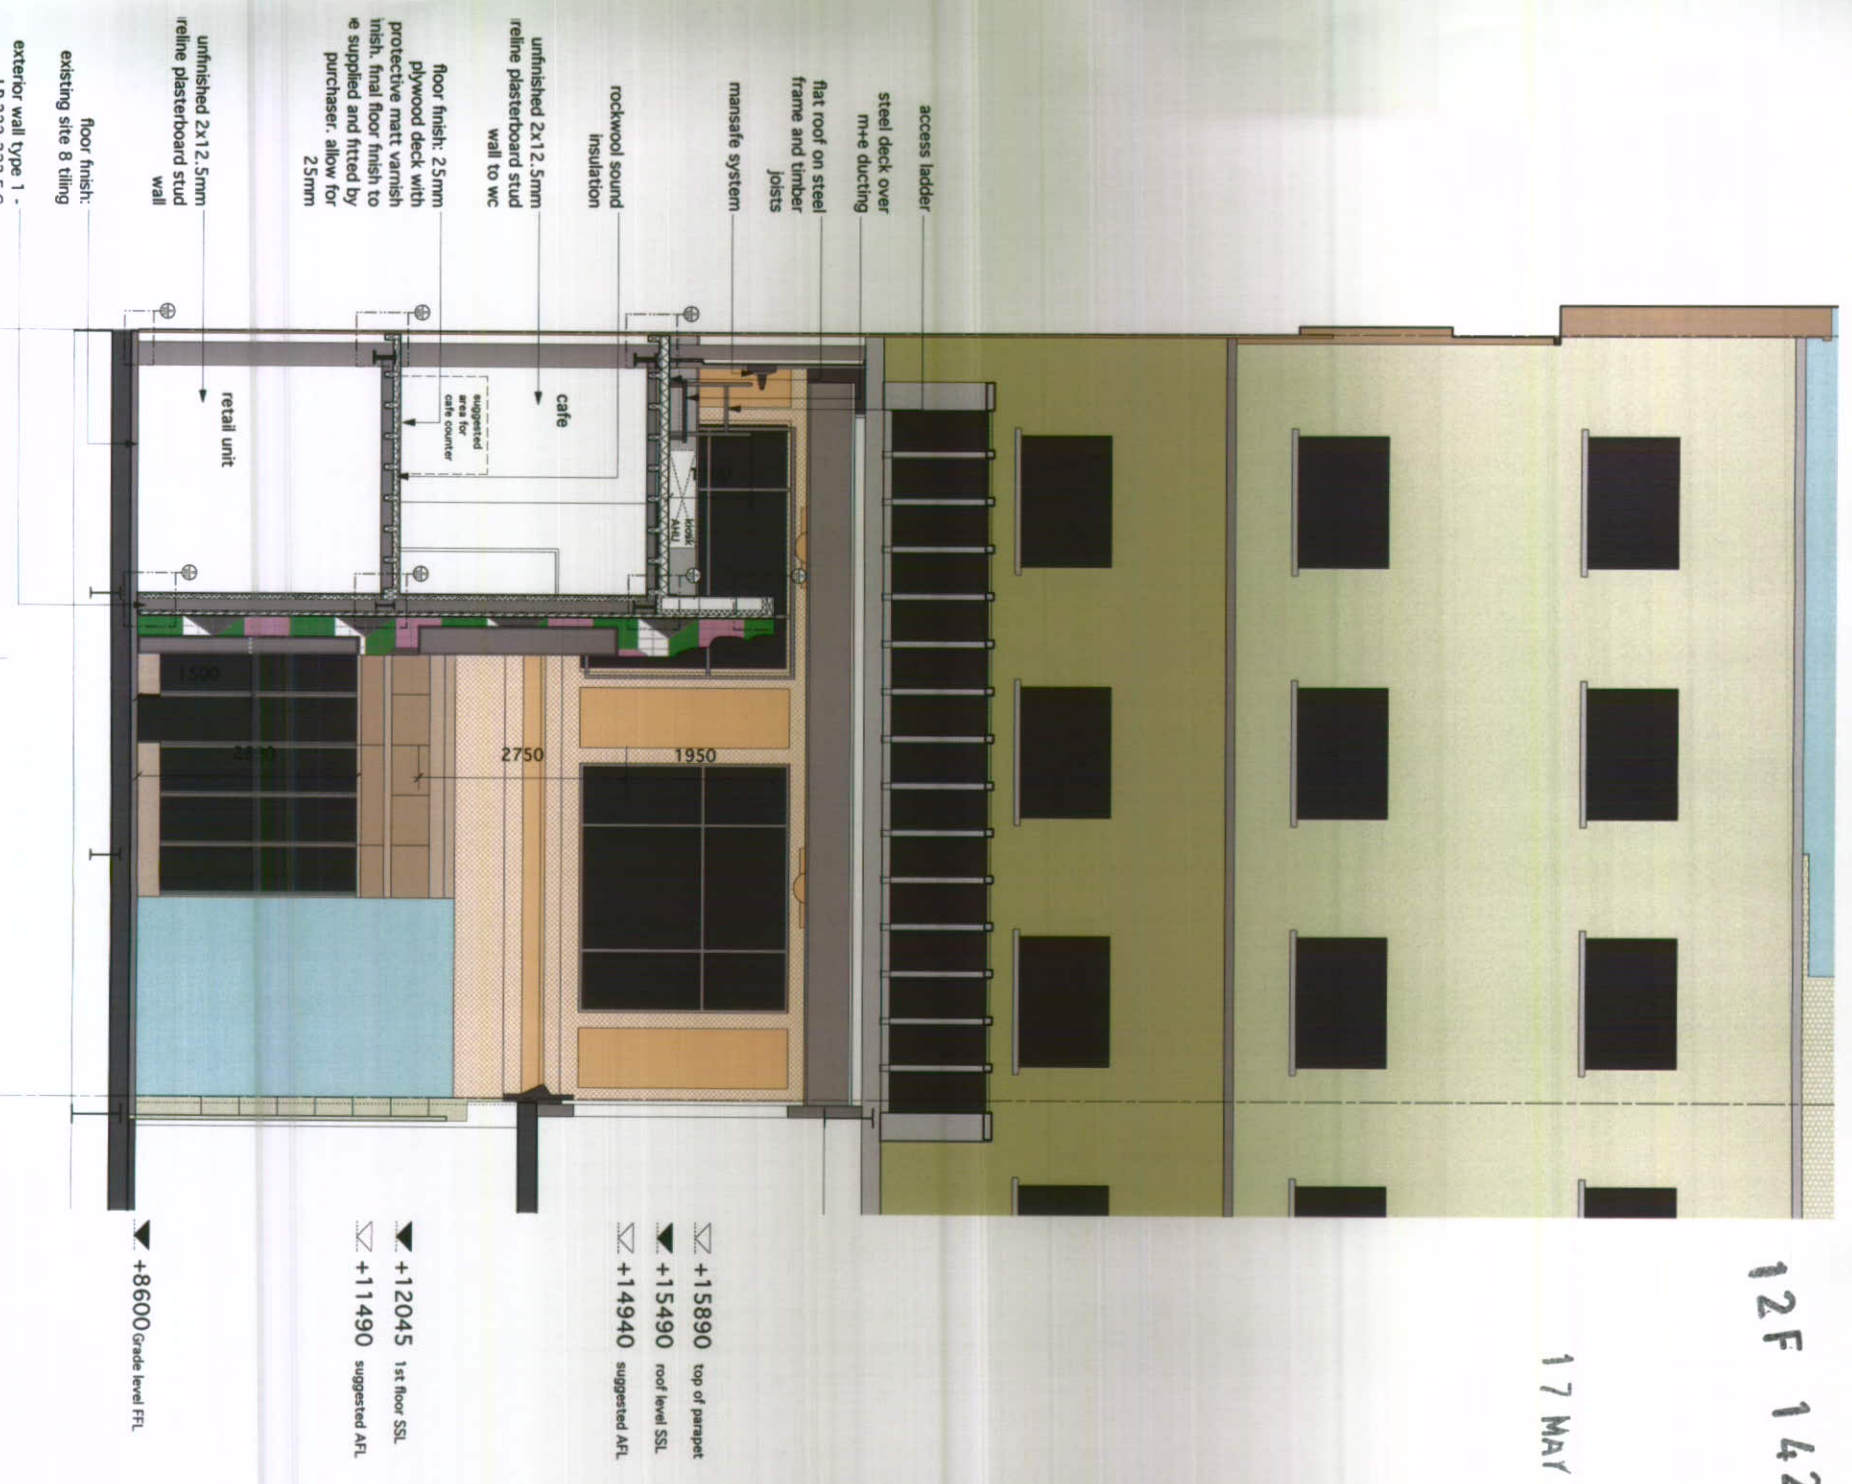 12F 142
17 MAY
access ladder
steel deck over
m+e ducting
flat roof on steel
frame and timber
joists
mansafe system
rockwool sound
insulation
unfinished 2x12.5mm
reline plasterboard stud
wall to wc
floor finish: 25mm
plywood deck with
protective matt varnish
inish. final floor finish to
e supplied and fitted by
purchaser. allow for
25mm
unfinished 2x12.5mm
reline plasterboard stud
wall
floor finish:
existing site 8 tiling
exterior wall type 1 -
kiosk
AHU
cafe
suggested
area for
cafe counter
retail unit
1950
2750
1500
+15890 top of parapet
+15490 roof level SSL
+14940 suggested AFL
+12045 1st floor SSL
+11490 suggested AFL
+8600 Grade level FFL